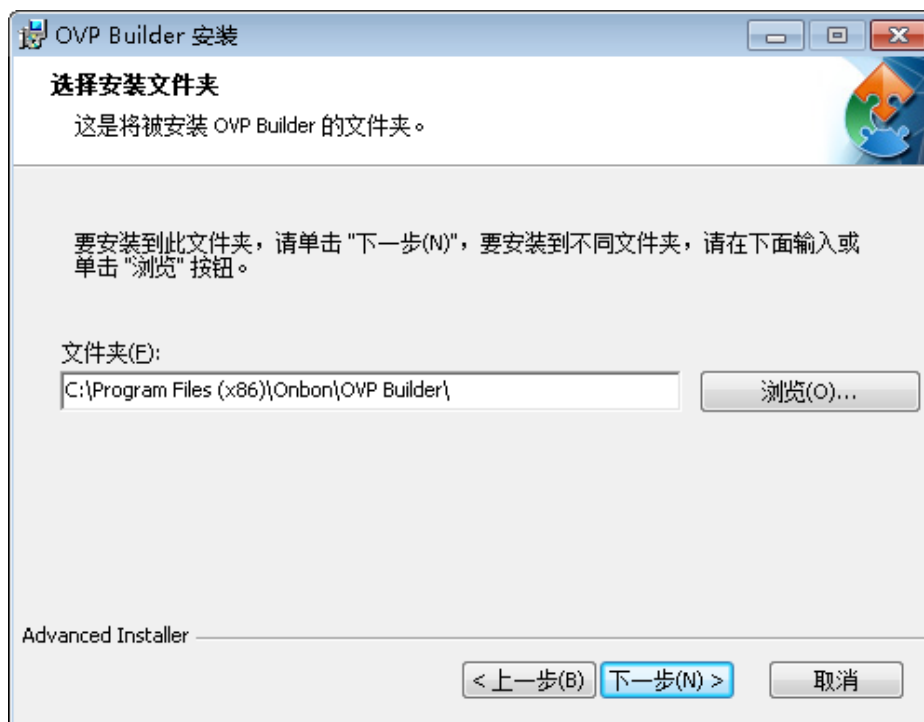 OVP Builder 安装
选择安装文件夹
这是将被安装 OVP Builder 的文件夹。
要安装到此文件夹，请单击 "下一步(N)"，要安装到不同文件夹，请在下面输入或
单击 "浏览" 按钮。
文件夹(F):
C:\Program Files (x86)\Onbon\OVP Builder\
浏览(O)...
Advanced Installer
< 上一步(B) 下一步(N) > 取消